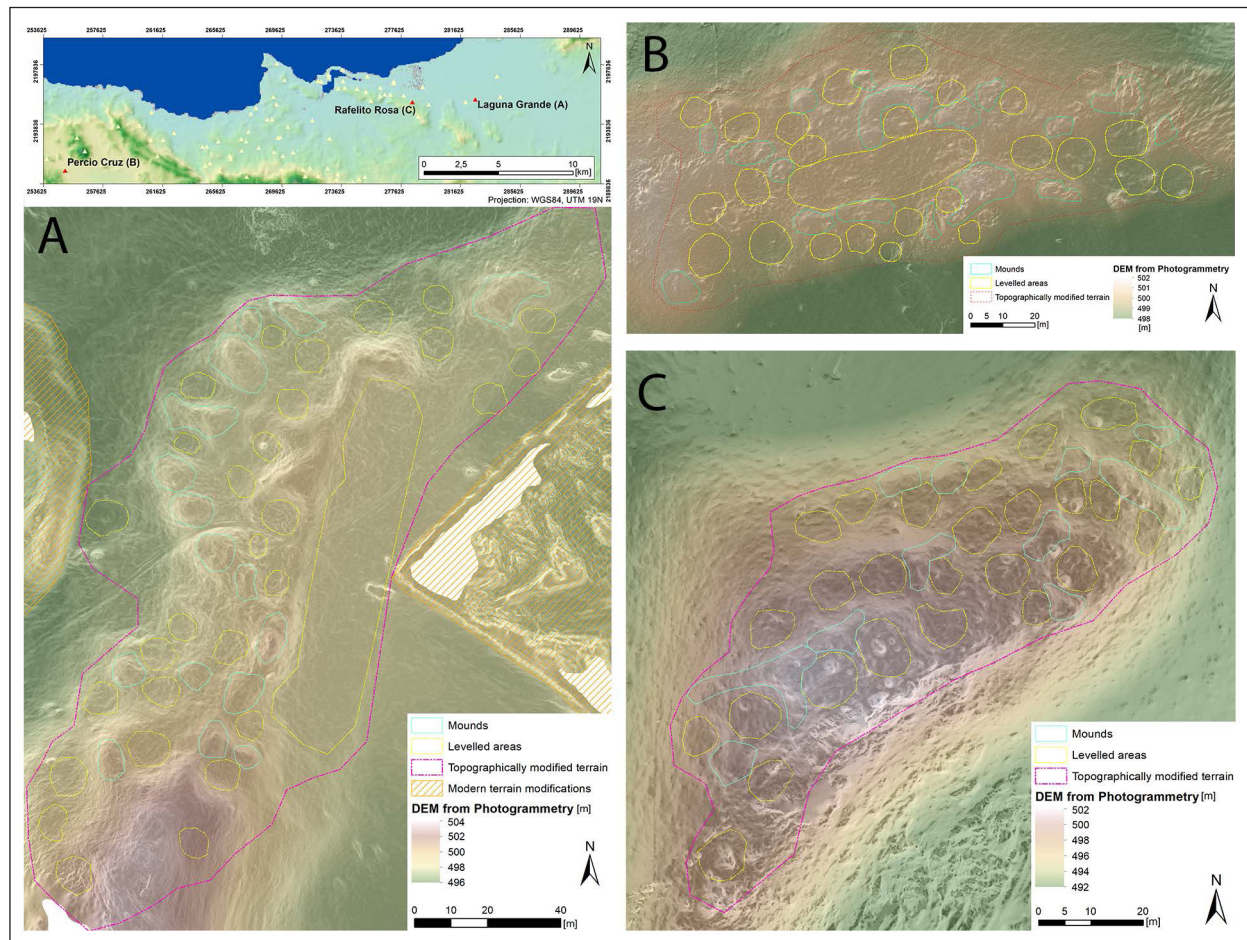 253625 257625 261625 265625 269625 273625 277625 281625 285625 289625
2197836
2193836
2189836
N
Rafelito Rosa (C)
Laguna Grande (A)
Percio Cruz (B)
0 2,5 5 10
[km]
253625 257625 261625 265625 269625 273625 277625 281625 285625 289625
Projection: WGS84, UTM 19N
A
Mounds
Levelled areas
Topographically modified terrain
Modern terrain modifications
DEM from Photogrammetry [m]
504
502
500
498
496
N
0 10 20 40
[m]
B
Mounds
Levelled areas
Topographically modified terrain
0 5 10 20
[m]
DEM from Photogrammetry
502
501
500
499
498
[m]
N
C
Mounds
Levelled areas
Topographically modified terrain
DEM from Photogrammetry [m]
502
500
498
496
494
492
N
0 5 10 20
[m]